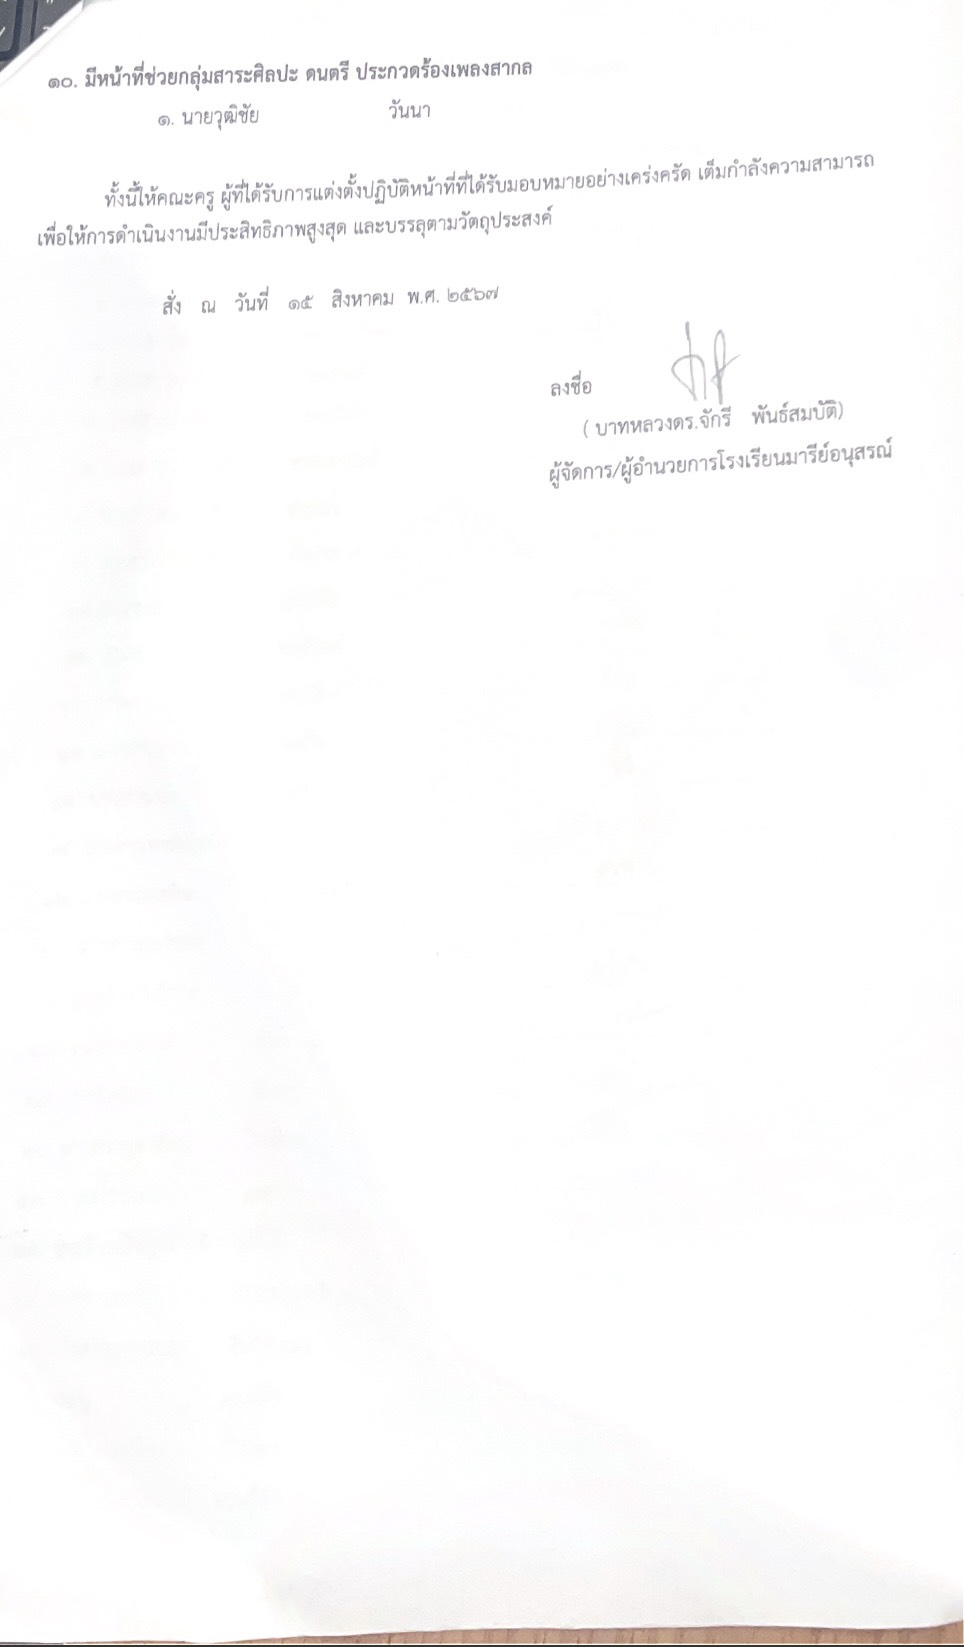 ๑๐. มีหน้าที่ช่วยกลุ่มสาระศิลปะ ดนตรี ประกวดร้องเพลงสากล
๑. นายวุฒิชัย วันนา
ทั้งนี้ให้คณะครู ผู้ที่ได้รับการแต่งตั้งปฏิบัติหน้าที่ที่ได้รับมอบหมายอย่างเคร่งครัด เต็มกำลังความสามารถ
เพื่อให้การดำเนินงานมีประสิทธิภาพสูงสุด และบรรลุตามวัตถุประสงค์
สั่ง ณ วันที่ ๑๕ สิงหาคม พ.ศ. ๒๕๖๗
ลงชื่อ
( บาทหลวงดร.จักรี พันธ์สมบัติ)
ผู้จัดการ/ผู้อำนวยการโรงเรียนมารีย์อนุสรณ์